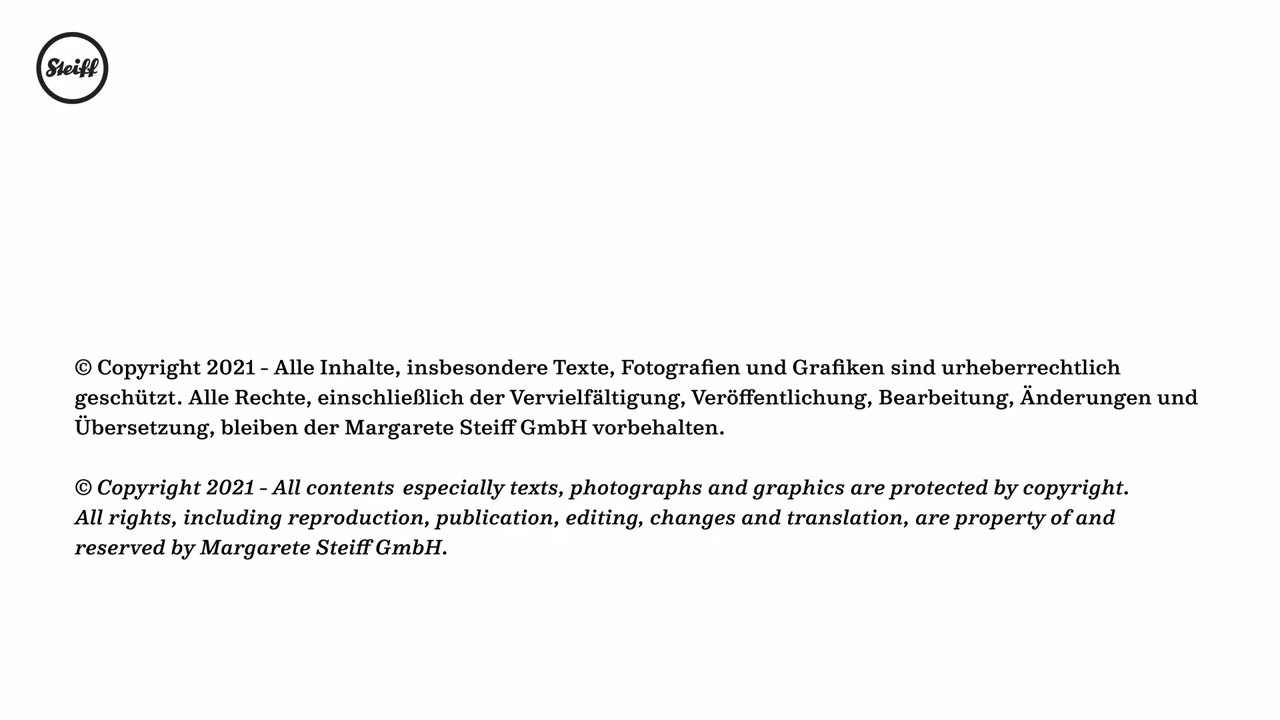 Steiff
© Copyright 2021 - Alle Inhalte, insbesondere Texte, Fotografien und Grafiken sind urheberrechtlich
geschützt. Alle Rechte, einschließlich der Vervielfältigung, Veröffentlichung, Bearbeitung, Änderungen und
Übersetzung, bleiben der Margarete Steiff GmbH vorbehalten.
© Copyright 2021 - All contents especially texts, photographs and graphics are protected by copyright.
All rights, including reproduction, publication, editing, changes and translation, are property of and
reserved by Margarete Steiff GmbH.